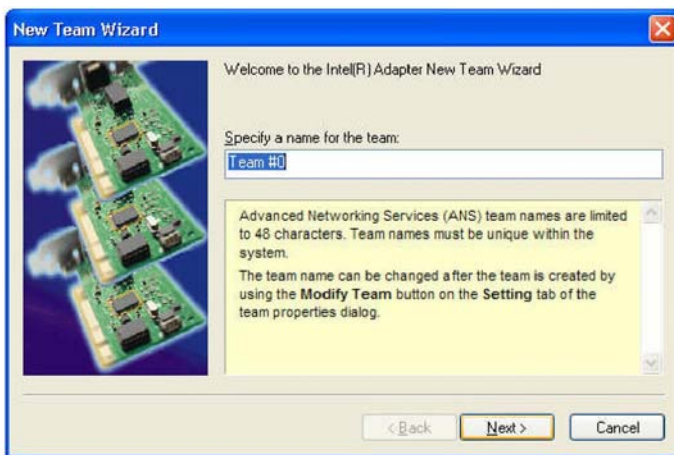 New Team Wizard
Welcome to the Intel(R) Adapter New Team Wizard
Specify a name for the team:
Team #0
Advanced Networking Services (ANS) team names are limited
to 48 characters. Team names must be unique within the
system.
The team name can be changed after the team is created by
using the Modify Team button on the Setting tab of the
team properties dialog.
< Back
Next >
Cancel